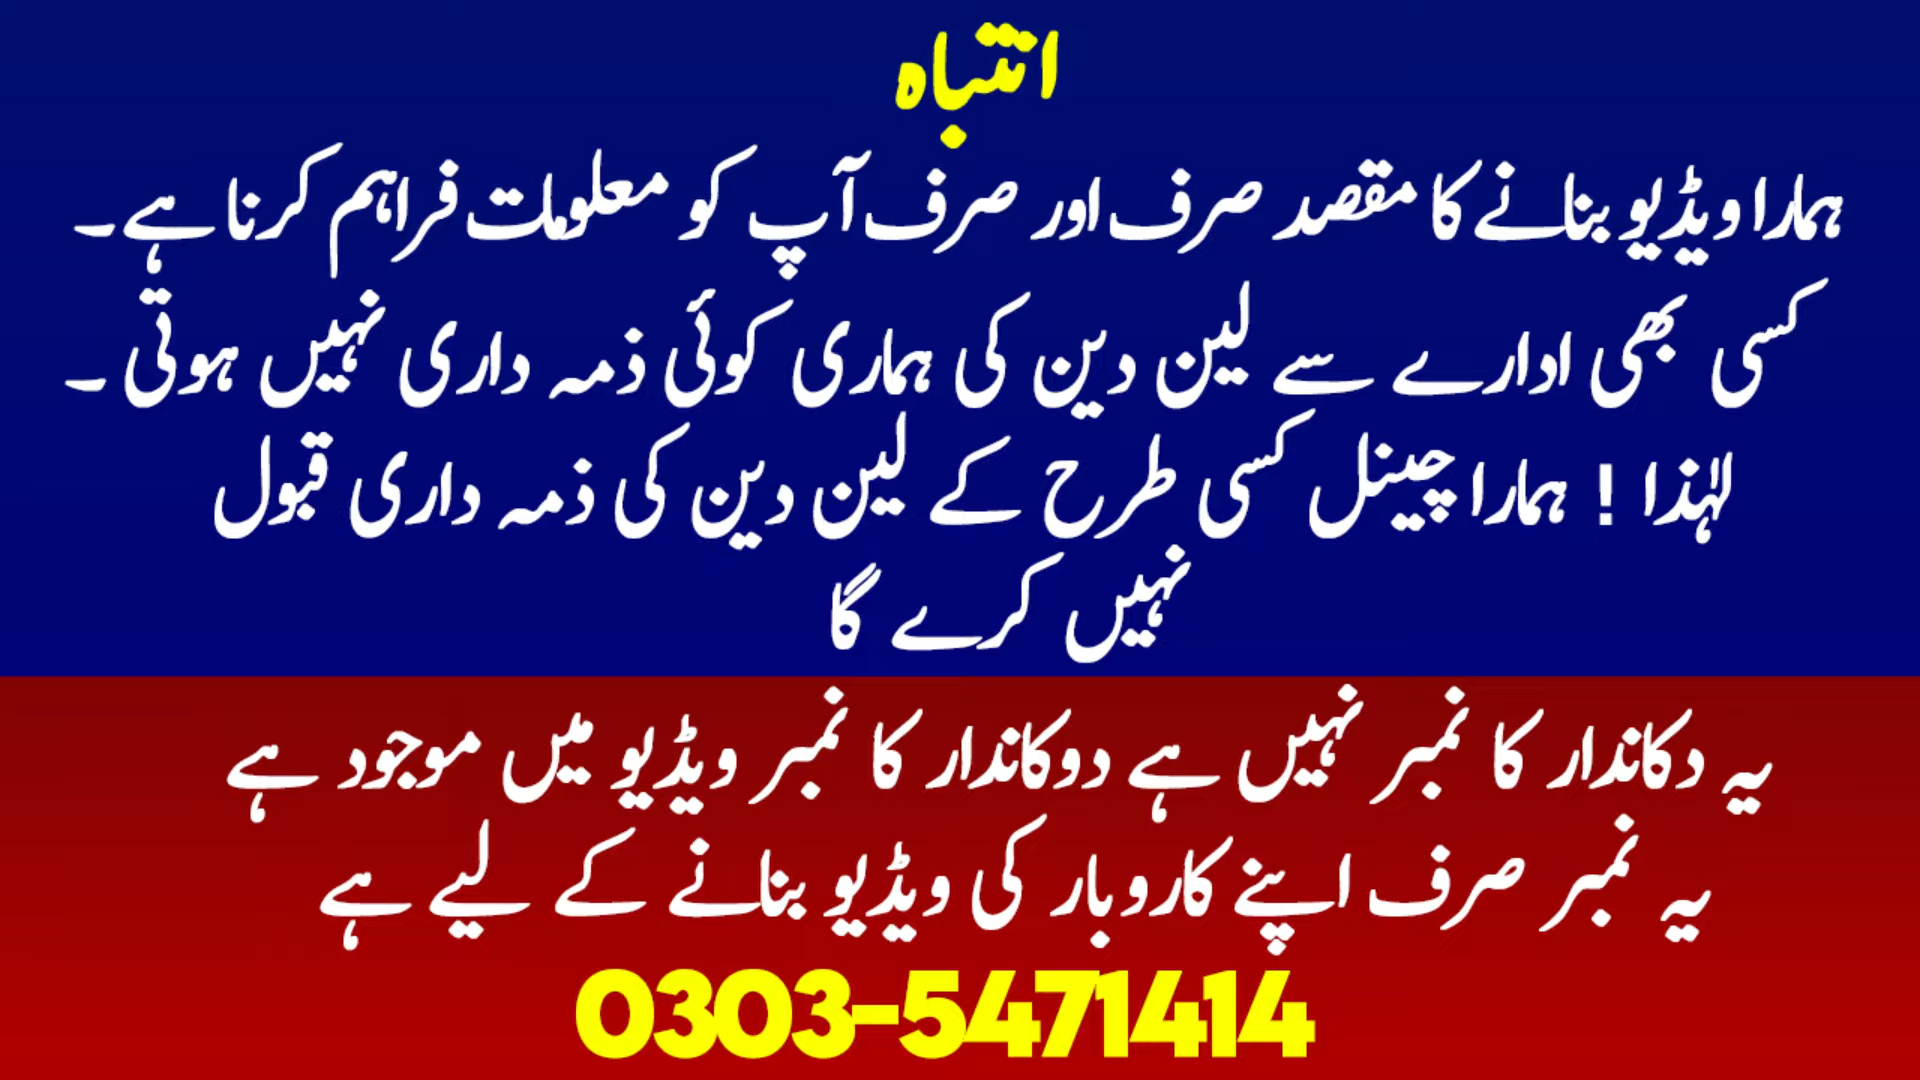 انتباہ
ہمارا ویڈیو بنانے کا مقصد صرف اور صرف آپ کو معلومات فراہم کرنا ہے۔
کسی بھی ادارے سے لین دین کی ہماری کوئی ذمہ داری نہیں ہوتی ۔
لہٰذا ! ہمارا چینل کسی طرح کے لین دین کی ذمہ داری قبول
نہیں کرے گا
یہ دکاندار کا نمبر نہیں ہے دوکاندار کا نمبر ویڈیو میں موجود ہے
یہ نمبر صرف اپنے کاروبار کی ویڈیو بنانے کے لیے ہے
0303-5471414